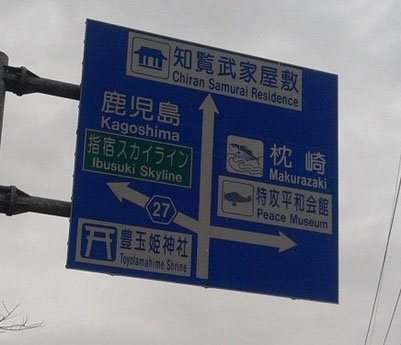 知覧武家屋敷
Chiran Samurai Residence
鹿児島
Kagoshima
指宿スカイライン
Ibusuki Skyline
27
豊玉姫神社
Toyotamahime Shrine
枕崎
Makurazaki
特攻平和会館
Peace Museum